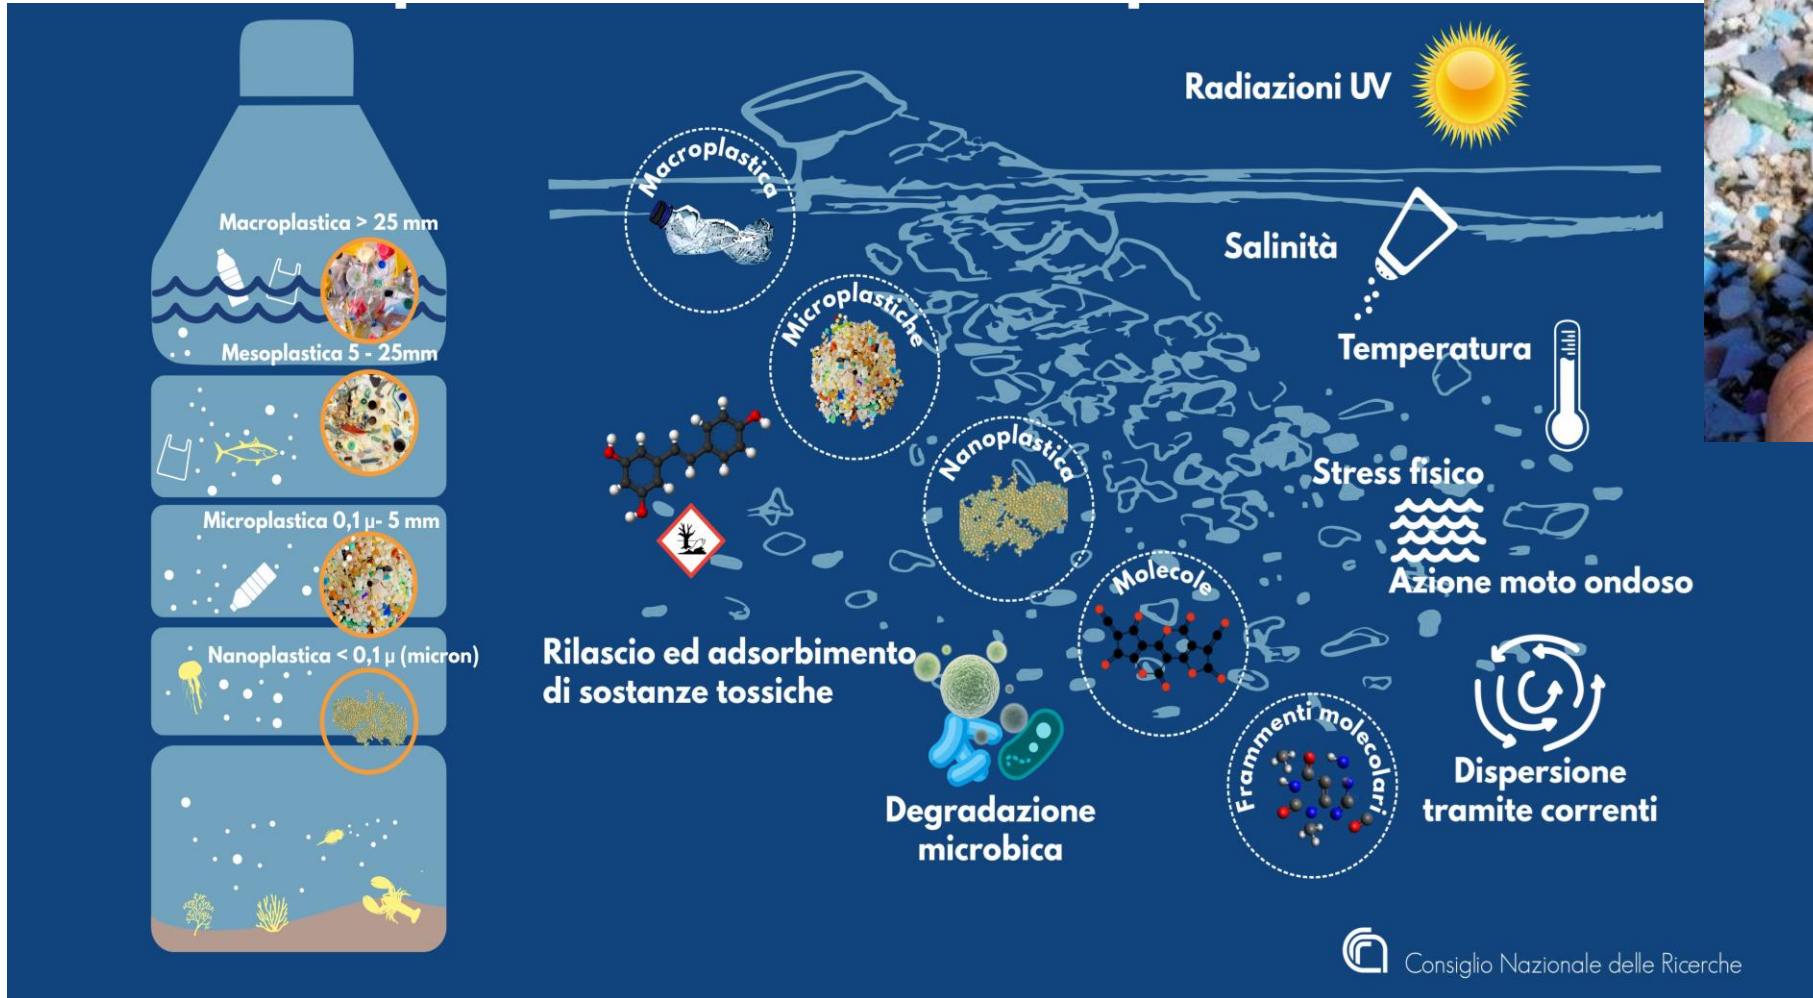 Macroplastica > 25 mm
Mesoplastica 5 - 25mm
Microplastica 0,1 µ- 5 mm
Nanoplastica < 0,1 µ (micron)
Macroplastica
Microplastiche
Nanoplastica
Molecole
Frammenti molecolari
Rilascio ed adsorbimento
di sostanze tossiche
Degradazione
microbica
Radiazioni UV
Salinità
Temperatura
Stress fisico
Azione moto ondoso
Dispersione
tramite correnti
Consiglio Nazionale delle Ricerche